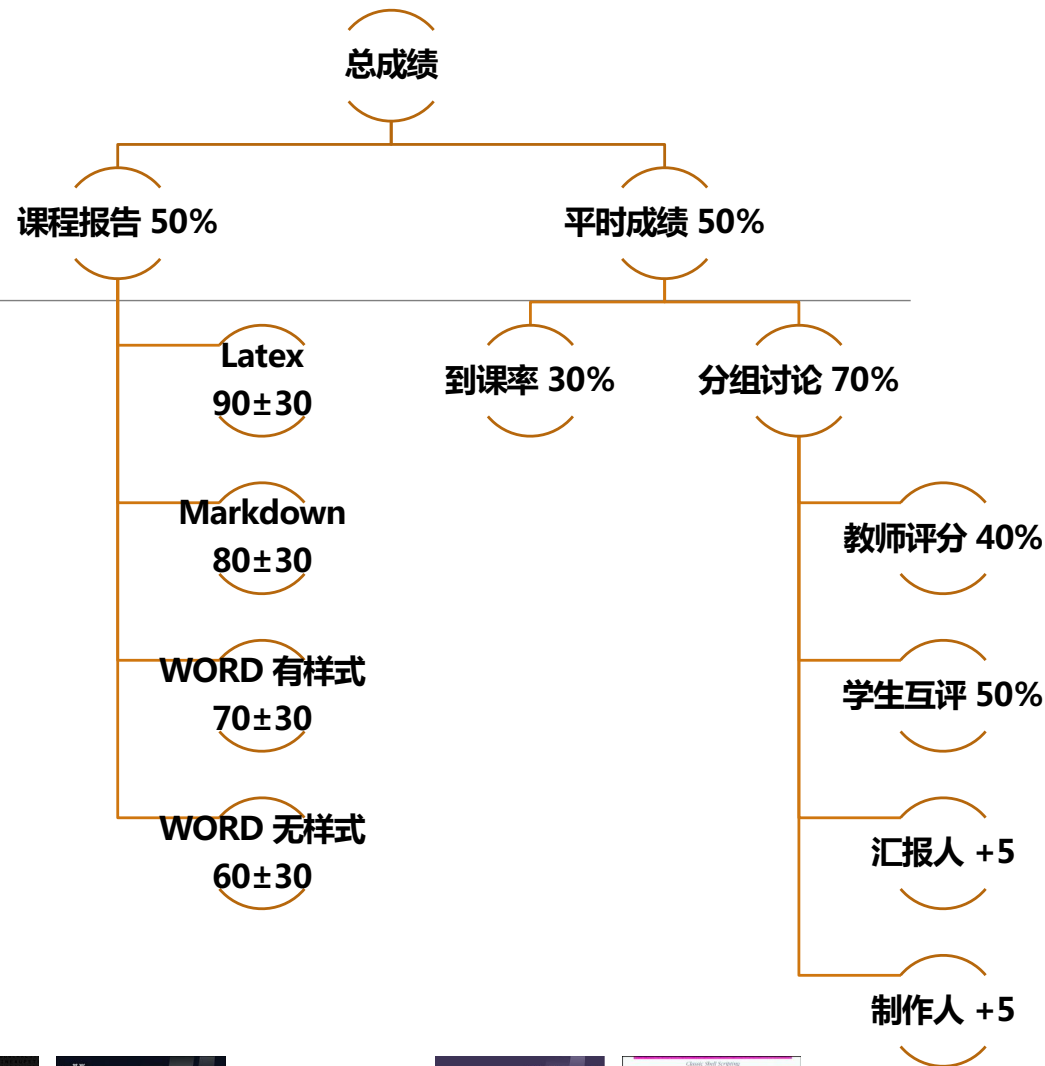 总成绩
课程报告 50%
平时成绩 50%
Latex
90±30
Markdown
80±30
WORD 有样式
70±30
WORD 无样式
60±30
到课率 30%
分组讨论 70%
教师评分 40%
学生互评 50%
汇报人 +5
制作人 +5
Classic Shell Scripting